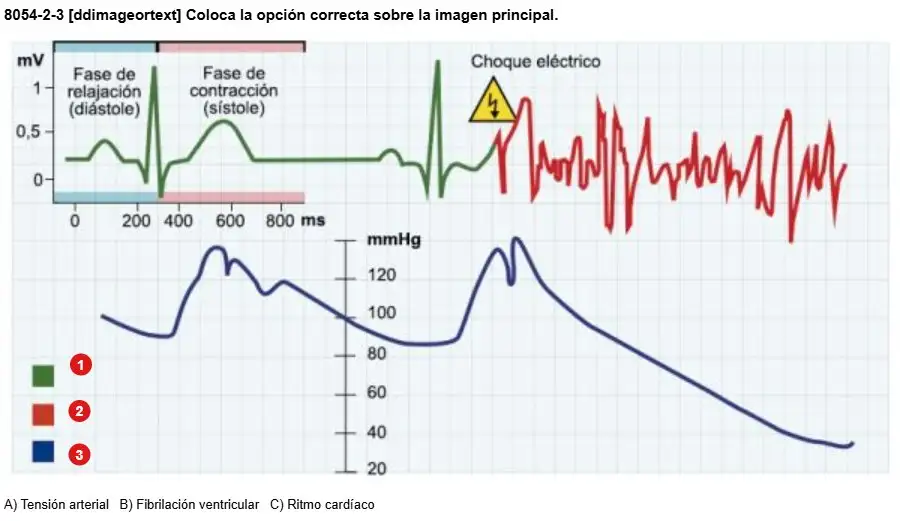 8054-2-3 [ddimageortext] Coloca la opción correcta sobre la imagen principal.
mV
Fase de
relajación
(diástole)
Fase de
contracción
(sístole)
Choque eléctrico
1
0,5
0
0 200 400 600 800 ms
mmHg
120
100
80
60
40
20
1
2
3
A) Tensión arterial B) Fibrilación ventricular C) Ritmo cardíaco